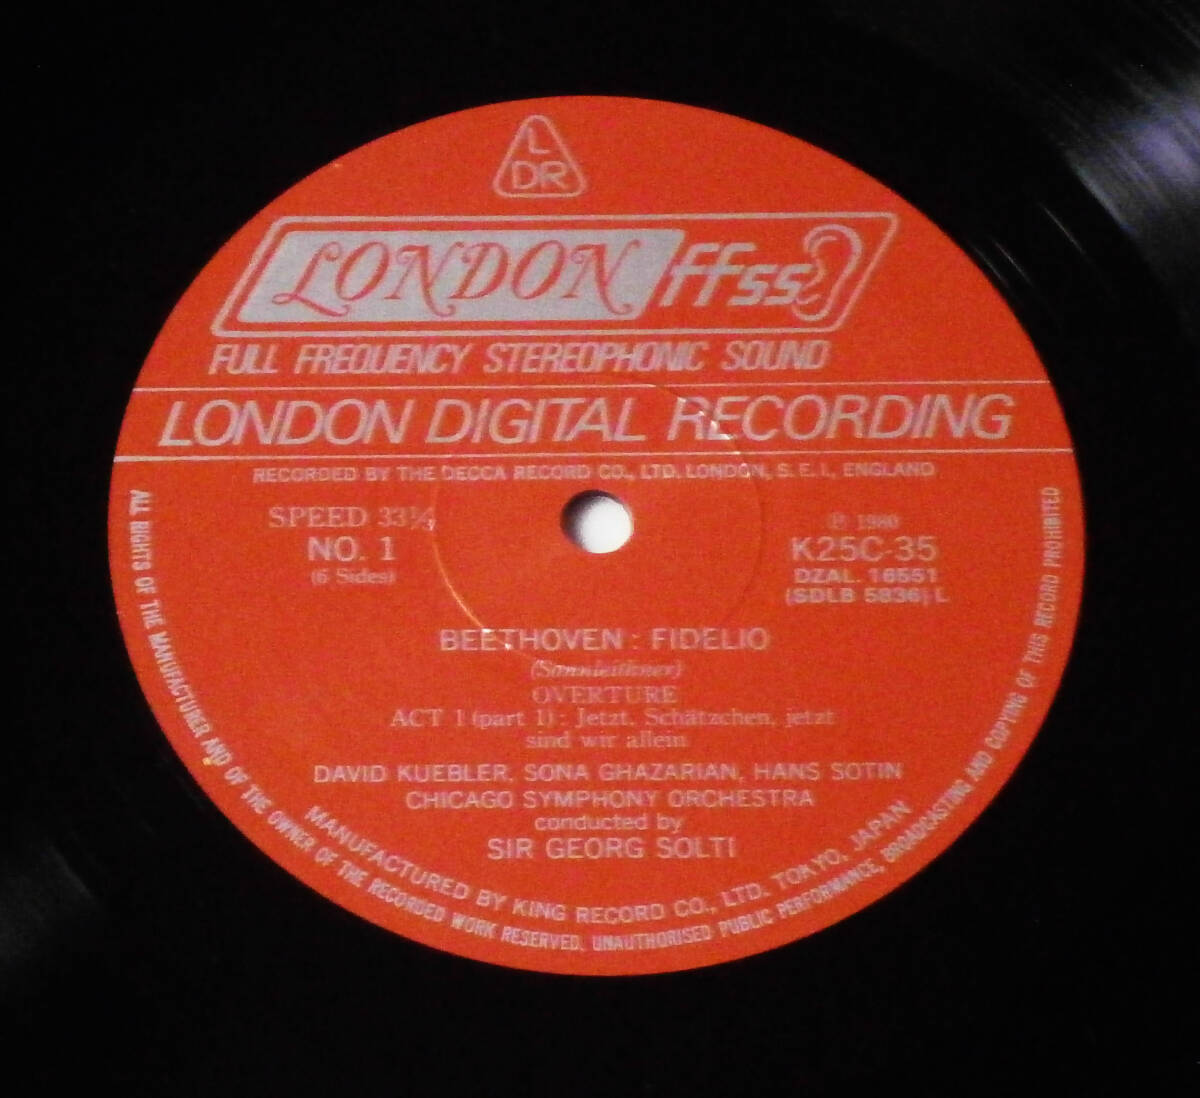 L
DR
LONDON ffss
FULL FREQUENCY STEREOPHONIC SOUND
LONDON DIGITAL RECORDING
RECORDED BY THE DECCA RECORD CO., LTD. LONDON, S. E. 1., ENGLAND
SPEED 33⅓
NO. 1
(6 Sides)
℗ 1980
K25C-35
DZAL. 16551
(SDLB 5836) L
BEETHOVEN : FIDELIO
(Sonnleithner)
OVERTURE
ACT 1 (part 1) : Jetzt, Schätzchen, jetzt
sind wir allein
DAVID KUEBLER, SONA GHAZARIAN, HANS SOTIN
CHICAGO SYMPHONY ORCHESTRA
conducted by
SIR GEORG SOLTI
MANUFACTURED BY KING RECORD CO., LTD. TOKYO, JAPAN
ALL RIGHTS OF THE MANUFACTURER AND OF THE OWNER OF THE RECORDED WORK RESERVED. UNAUTHORISED PUBLIC PERFORMANCE, BROADCASTING AND COPYING OF THIS RECORD PROHIBITED